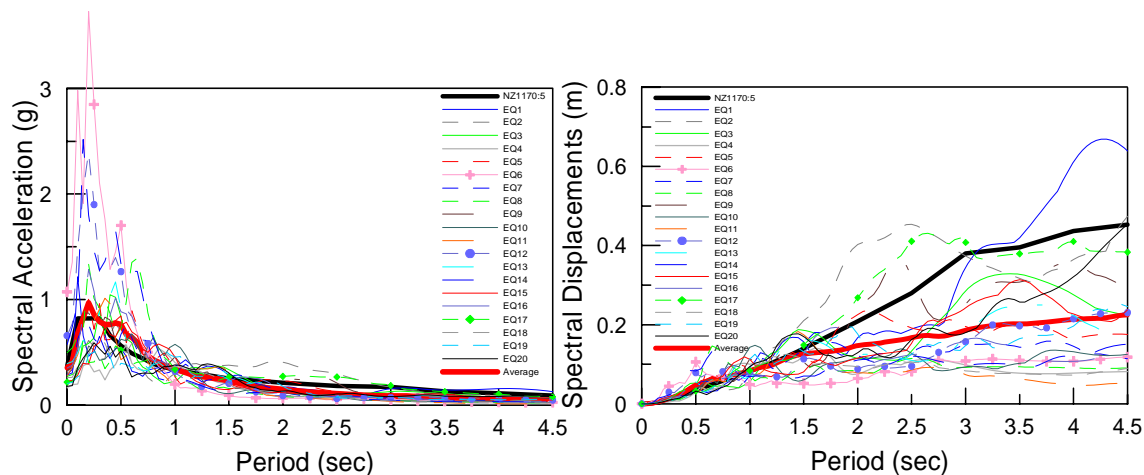 Spectral Acceleration (g)
3
2
1
0
NZ1170:5
EQ1
EQ2
EQ3
EQ4
EQ5
EQ6
EQ7
EQ8
EQ9
EQ10
EQ11
EQ12
EQ13
EQ14
EQ15
EQ16
EQ17
EQ18
EQ19
EQ20
Average
0 0.5 1 1.5 2 2.5 3 3.5 4 4.5
Period (sec)
Spectral Displacements (m)
0.8
0.6
0.4
0.2
0
NZ1170:5
EQ1
EQ2
EQ3
EQ4
EQ5
EQ6
EQ7
EQ8
EQ9
EQ10
EQ11
EQ12
EQ13
EQ14
EQ15
EQ16
EQ17
EQ18
EQ19
EQ20
Average
0 0.5 1 1.5 2 2.5 3 3.5 4 4.5
Period (sec)